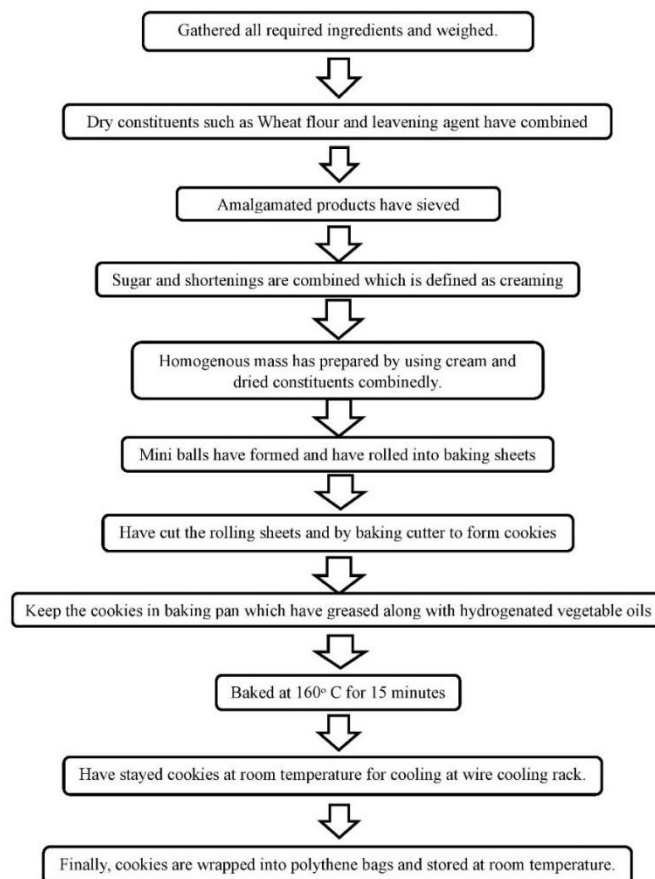 Gathered all required ingredients and weighed.
Dry constituents such as Wheat flour and leavening agent have combined
Amalgamated products have sieved
Sugar and shortenings are combined which is defined as creaming
Homogenous mass has prepared by using cream and
dried constituents combinedly.
Mini balls have formed and have rolled into baking sheets
Have cut the rolling sheets and by baking cutter to form cookies
Keep the cookies in baking pan which have greased along with hydrogenated vegetable oils
Baked at 160° C for 15 minutes
Have stayed cookies at room temperature for cooling at wire cooling rack.
Finally, cookies are wrapped into polythene bags and stored at room temperature.